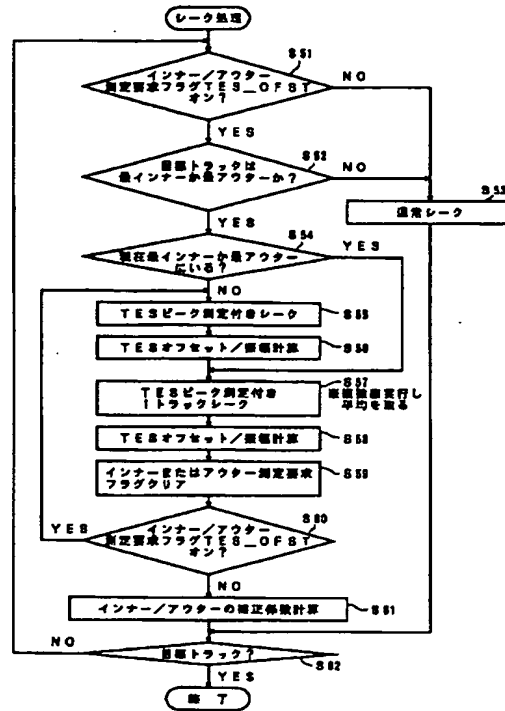 シーク処理
S51
インナー/アウター
測定要求フラグTES_OFST
オン?
NO
YES
S52
目標トラックは
最インナーか最アウターか?
NO
YES
S53
通常シーク
S54
現在最インナーか最アウター
にいる?
YES
NO
TESピーク測定付きシーク
S55
TESオフセット/振幅計算
S56
TESピーク測定付き
1トラックシーク
S57
実行し
平均を取る
TESオフセット/振幅計算
S58
インナーまたはアウター測定要求
フラグクリア
S59
インナー/アウター
測定要求フラグTES_OFST
オン?
S60
YES
NO
インナー/アウターの補正係数計算
S61
NO
目標トラック?
S62
YES
終了